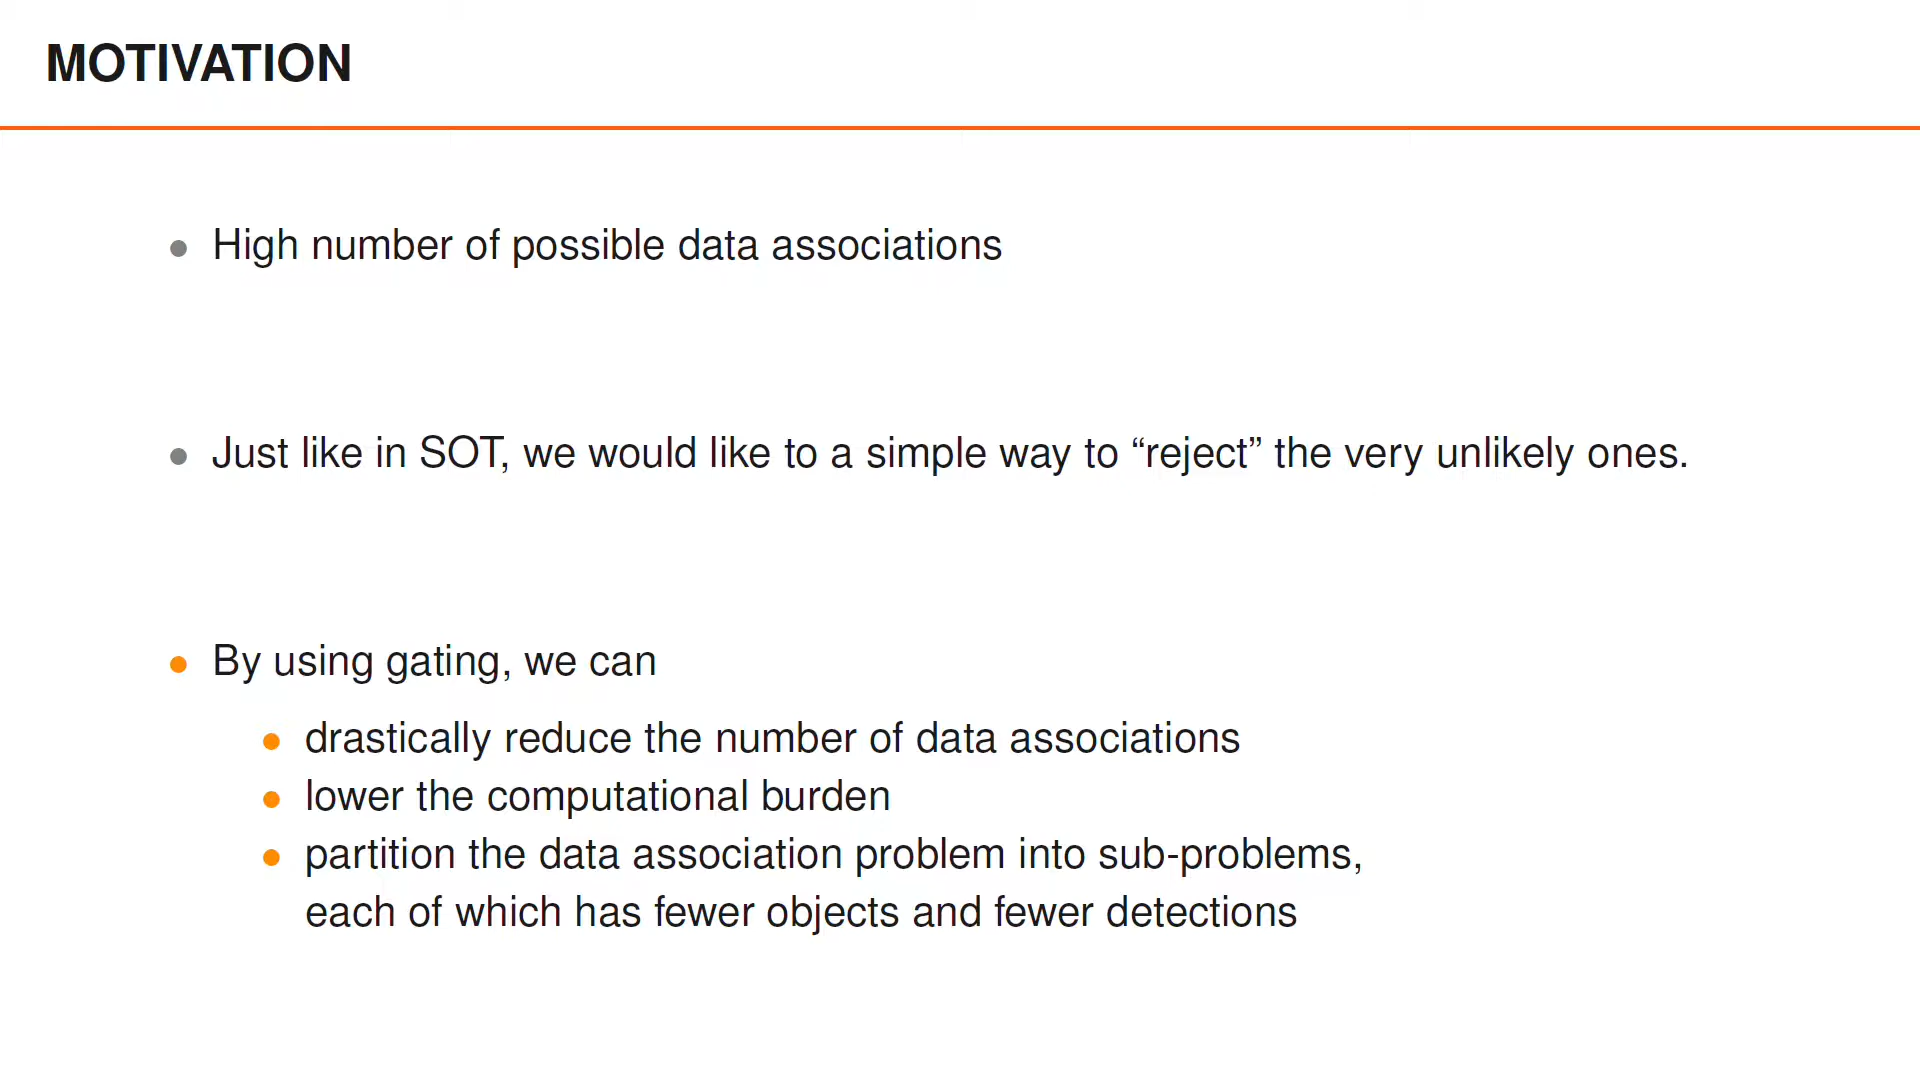 MOTIVATION
High number of possible data associations
Just like in SOT, we would like to a simple way to “reject” the very unlikely ones.
By using gating, we can
drastically reduce the number of data associations
lower the computational burden
partition the data association problem into sub-problems,
each of which has fewer objects and fewer detections